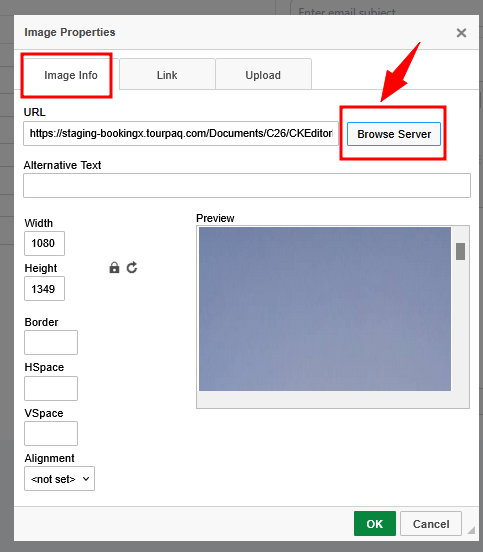 Enter email subject
Image Properties
Image Info
Link
Upload
URL
https://staging-bookingx.tourpaq.com/Documents/C26/CKEditor
Browse Server
Alternative Text
Width
1080
Height
1349
Border
HSpace
VSpace
Alignment
<not set>
Preview
OK
Cancel